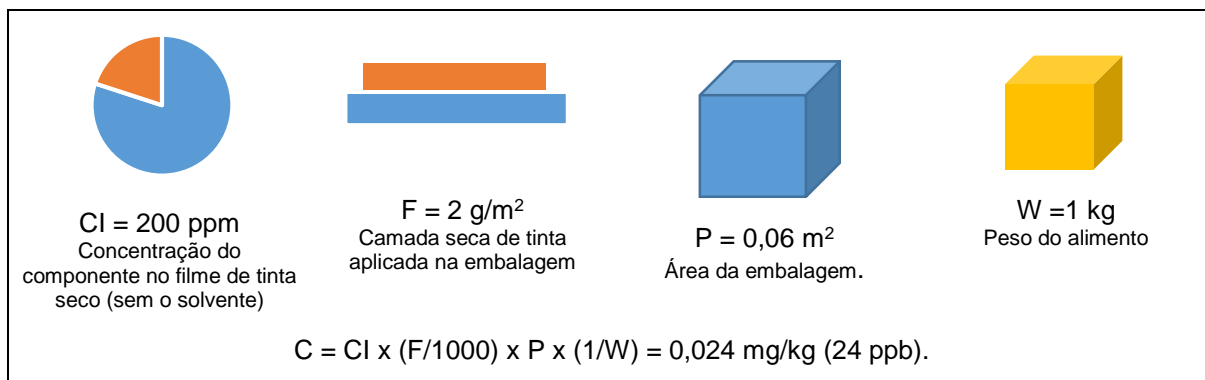 CI = 200 ppm
Concentração do
componente no filme de tinta
seco (sem o solvente)
F = 2 g/m²
Camada seca de tinta
aplicada na embalagem
P = 0,06 m²
Área da embalagem.
W =1 kg
Peso do alimento
C = CI x (F/1000) x P x (1/W) = 0,024 mg/kg (24 ppb).